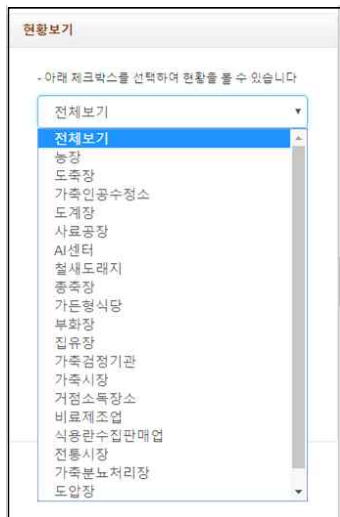 현황보기
- 아래 체크박스를 선택하여 현황을 볼 수 있습니다
전체보기
전체보기
농장
도축장
가축인공수정소
도계장
사료공장
AI센터
철새도래지
종축장
가든형식당
부화장
집유장
가축검정기관
가축시장
거점소독장소
비료제조업
식용란수집판매업
전통시장
가축분뇨처리장
도압장